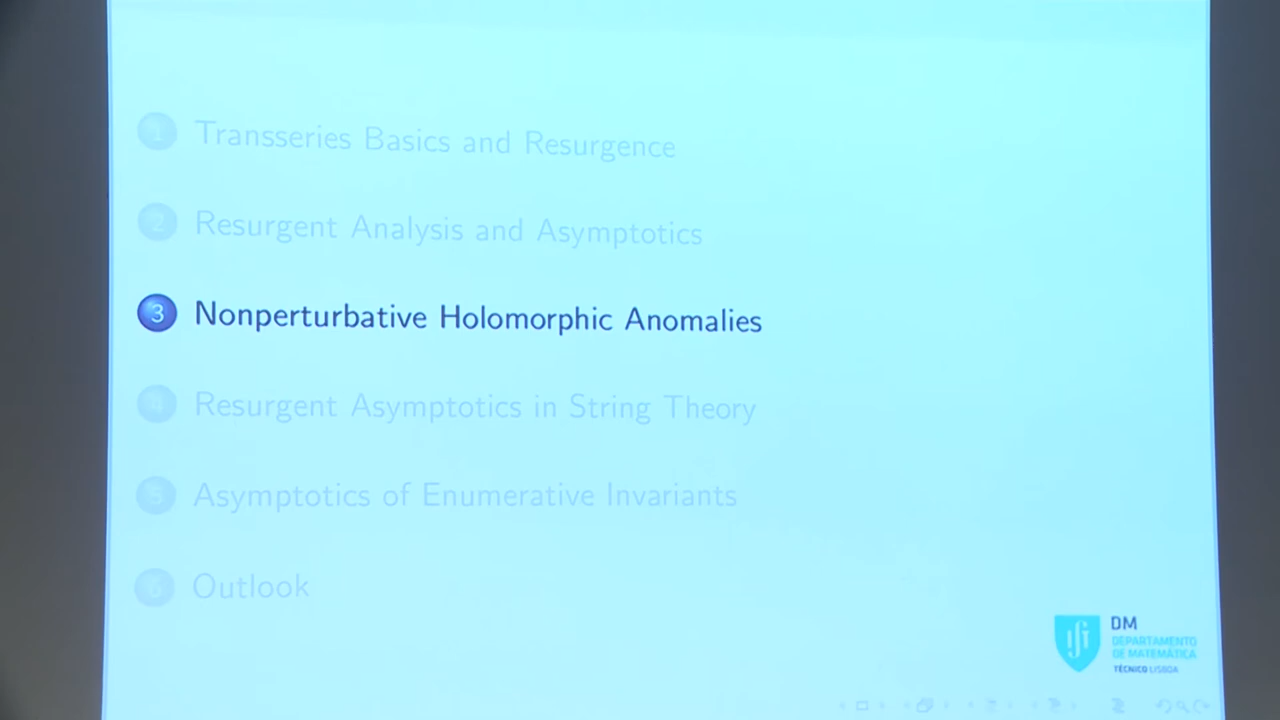 1 Transseries Basics and Resurgence
2 Resurgent Analysis and Asymptotics
3 Nonperturbative Holomorphic Anomalies
4 Resurgent Asymptotics in String Theory
5 Asymptotics of Enumerative Invariants
6 Outlook
DM
DEPARTAMENTO
DE MATEMÁTICA
TÉCNICO LISBOA